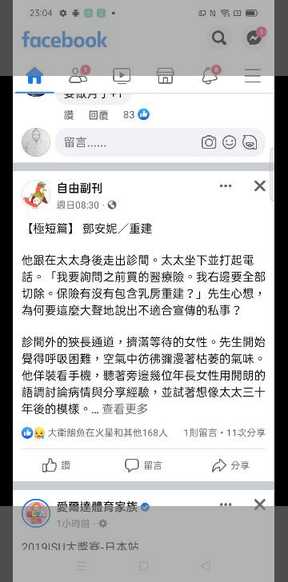 23:04
facebook
要做月子+1
讚 回覆 83
留言......
自由副刊
週日08:30 ·
【極短篇】 鄧安妮／重建
他跟在太太身後走出診間。太太坐下並打起電
話。「我要詢問之前買的醫療險。我右邊要全部
切除。保險有沒有包含乳房重建？」先生心想，
為何要這麼大聲地說出不適合宣傳的私事？
診間外的狹長通道，擠滿等待的女性。先生開始
覺得呼吸困難，空氣中彷彿瀰漫著枯萎的氣味。
他佯裝看手機，聽著旁邊幾位年長女性用開朗的
語調討論病情與分享經驗，並試著想像太太三十
年後的模樣。... 查看更多
大衛鯨魚在火星和其他168人 1則留言 · 11次分享
讚 留言 分享
愛爾達體育家族
1小時前 ·
2019ISU大獎賽-日本站